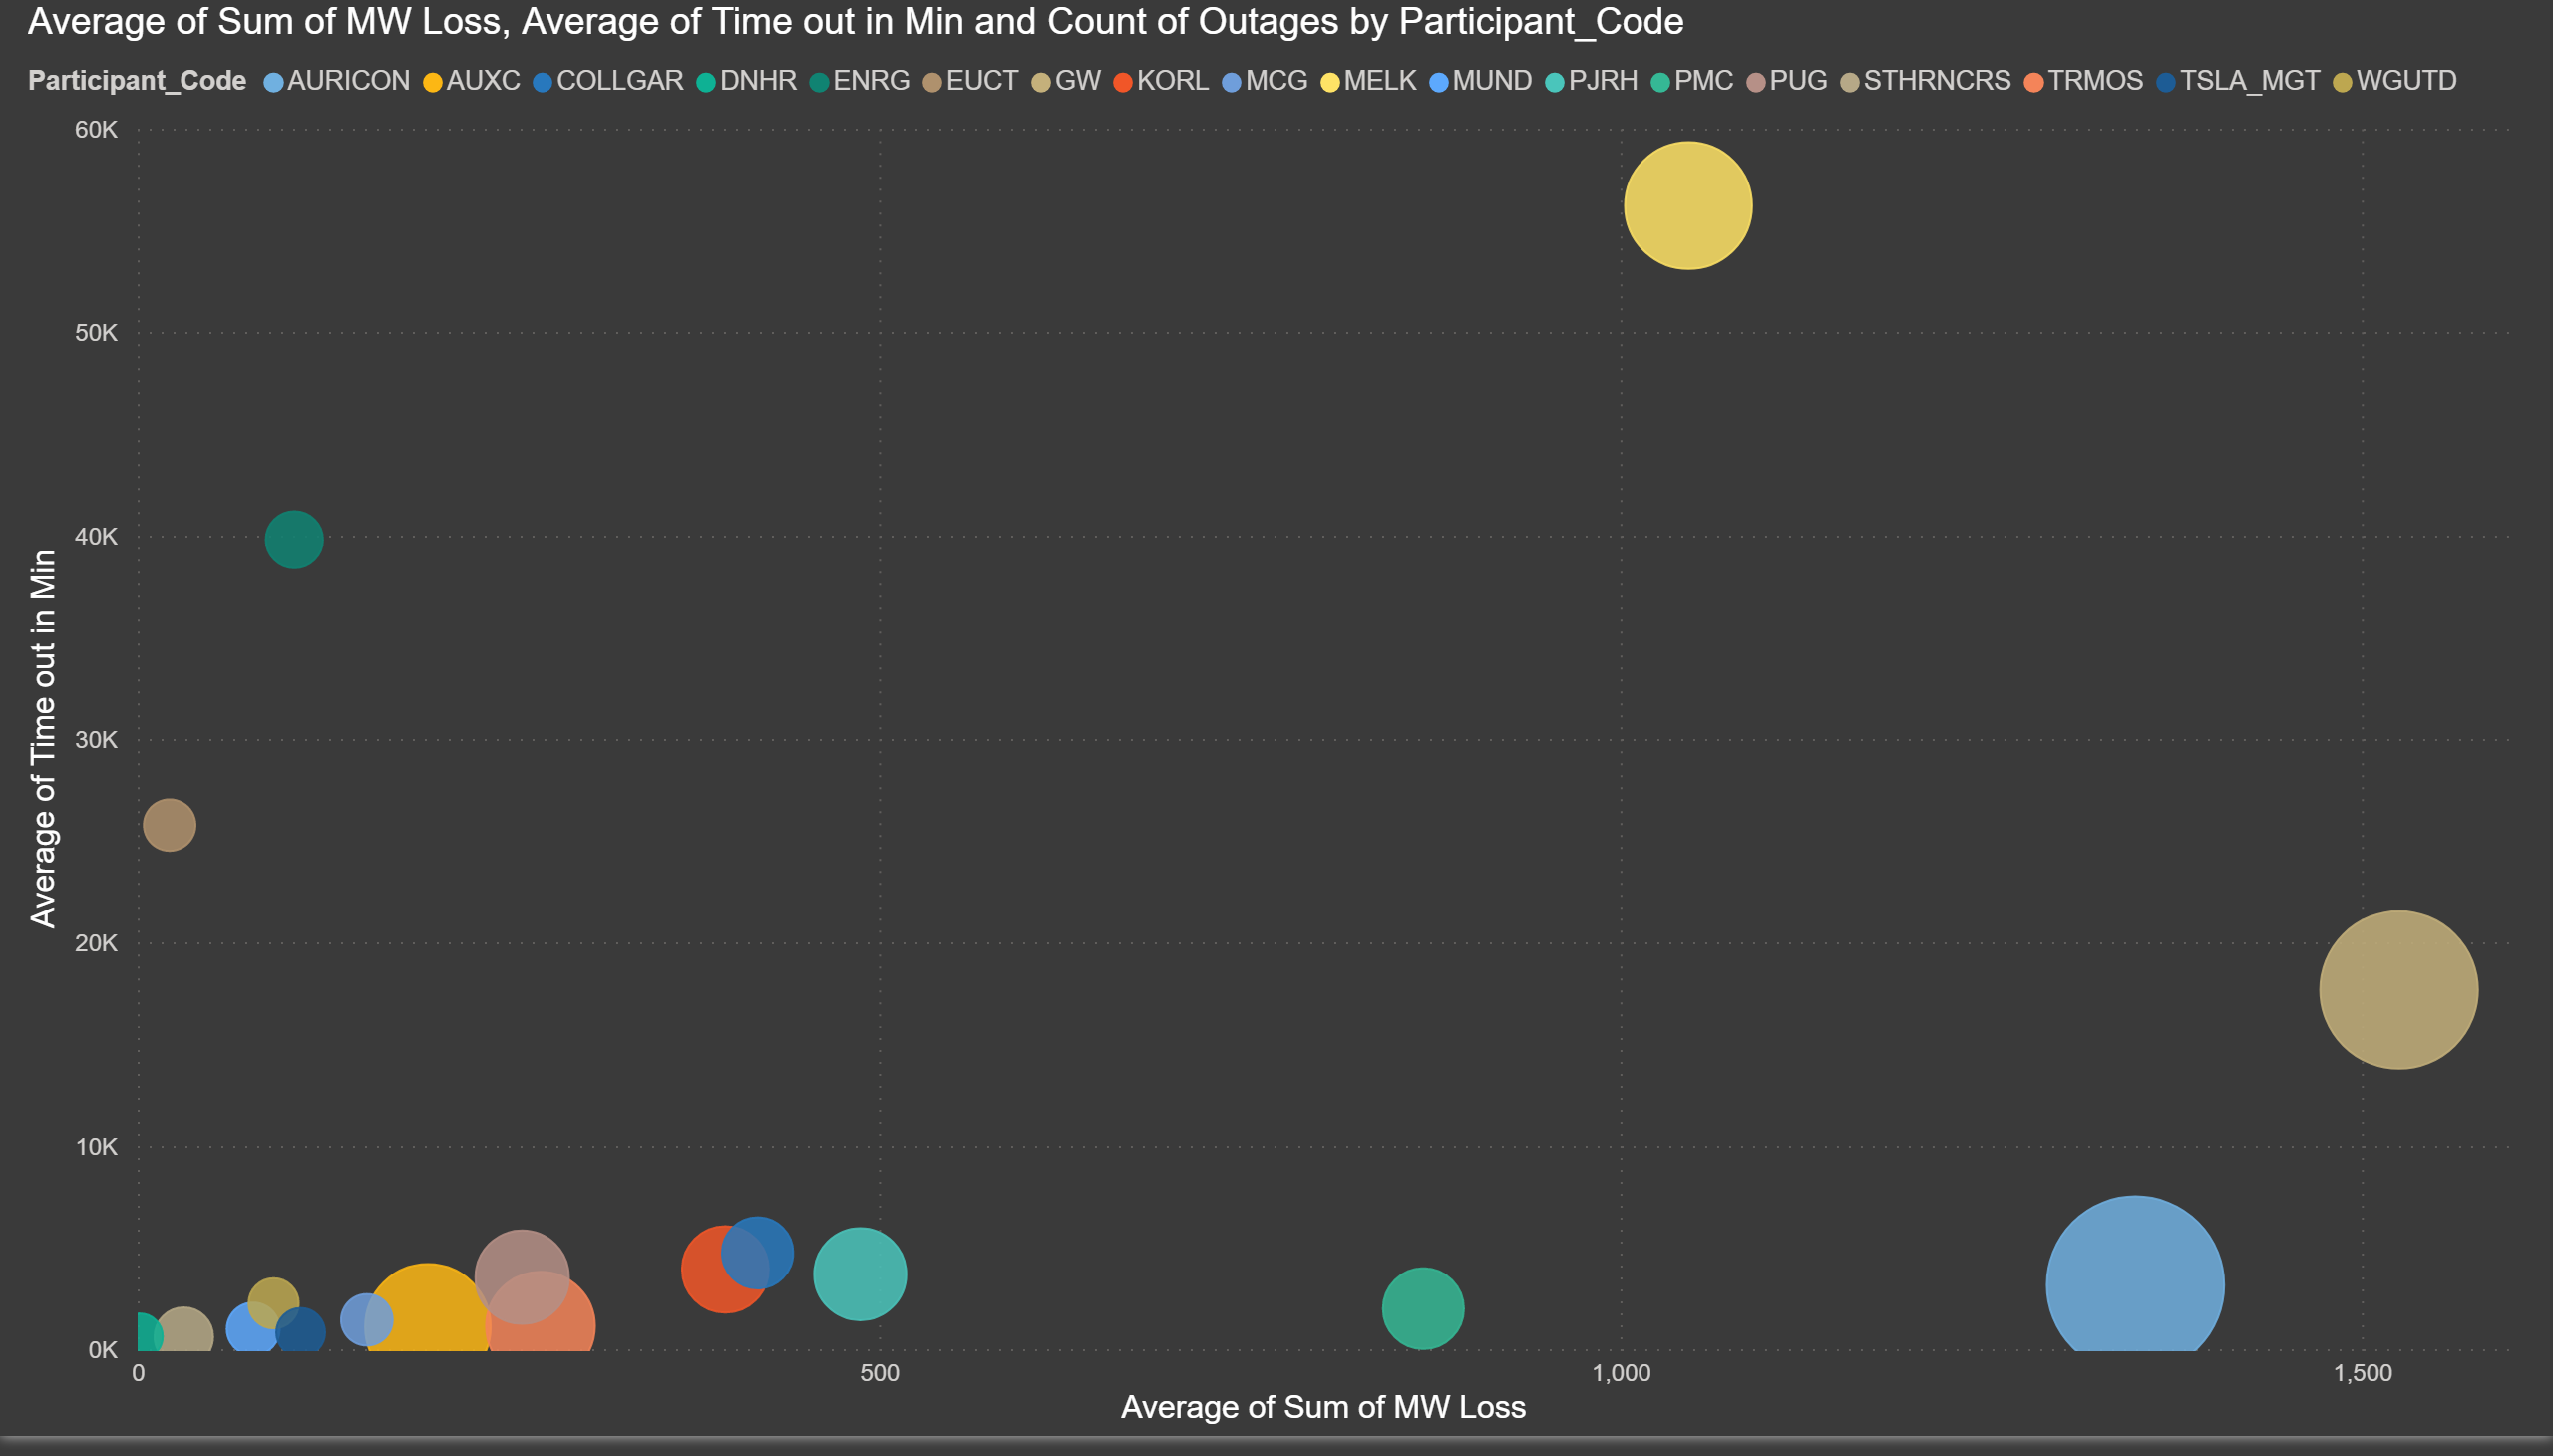 Average of Sum of MW Loss, Average of Time out in Min and Count of Outages by Participant_Code
Participant_Code AURICON AUXC COLLGAR DNHR ENRG EUCT GW KORL MCG MELK MUND PJRH PMC PUG STHRNCRS TRMOS TSLA_MGT WGUTD
60K
50K
40K
30K
20K
10K
0K
Average of Time out in Min
0 500 1,000 1,500
Average of Sum of MW Loss